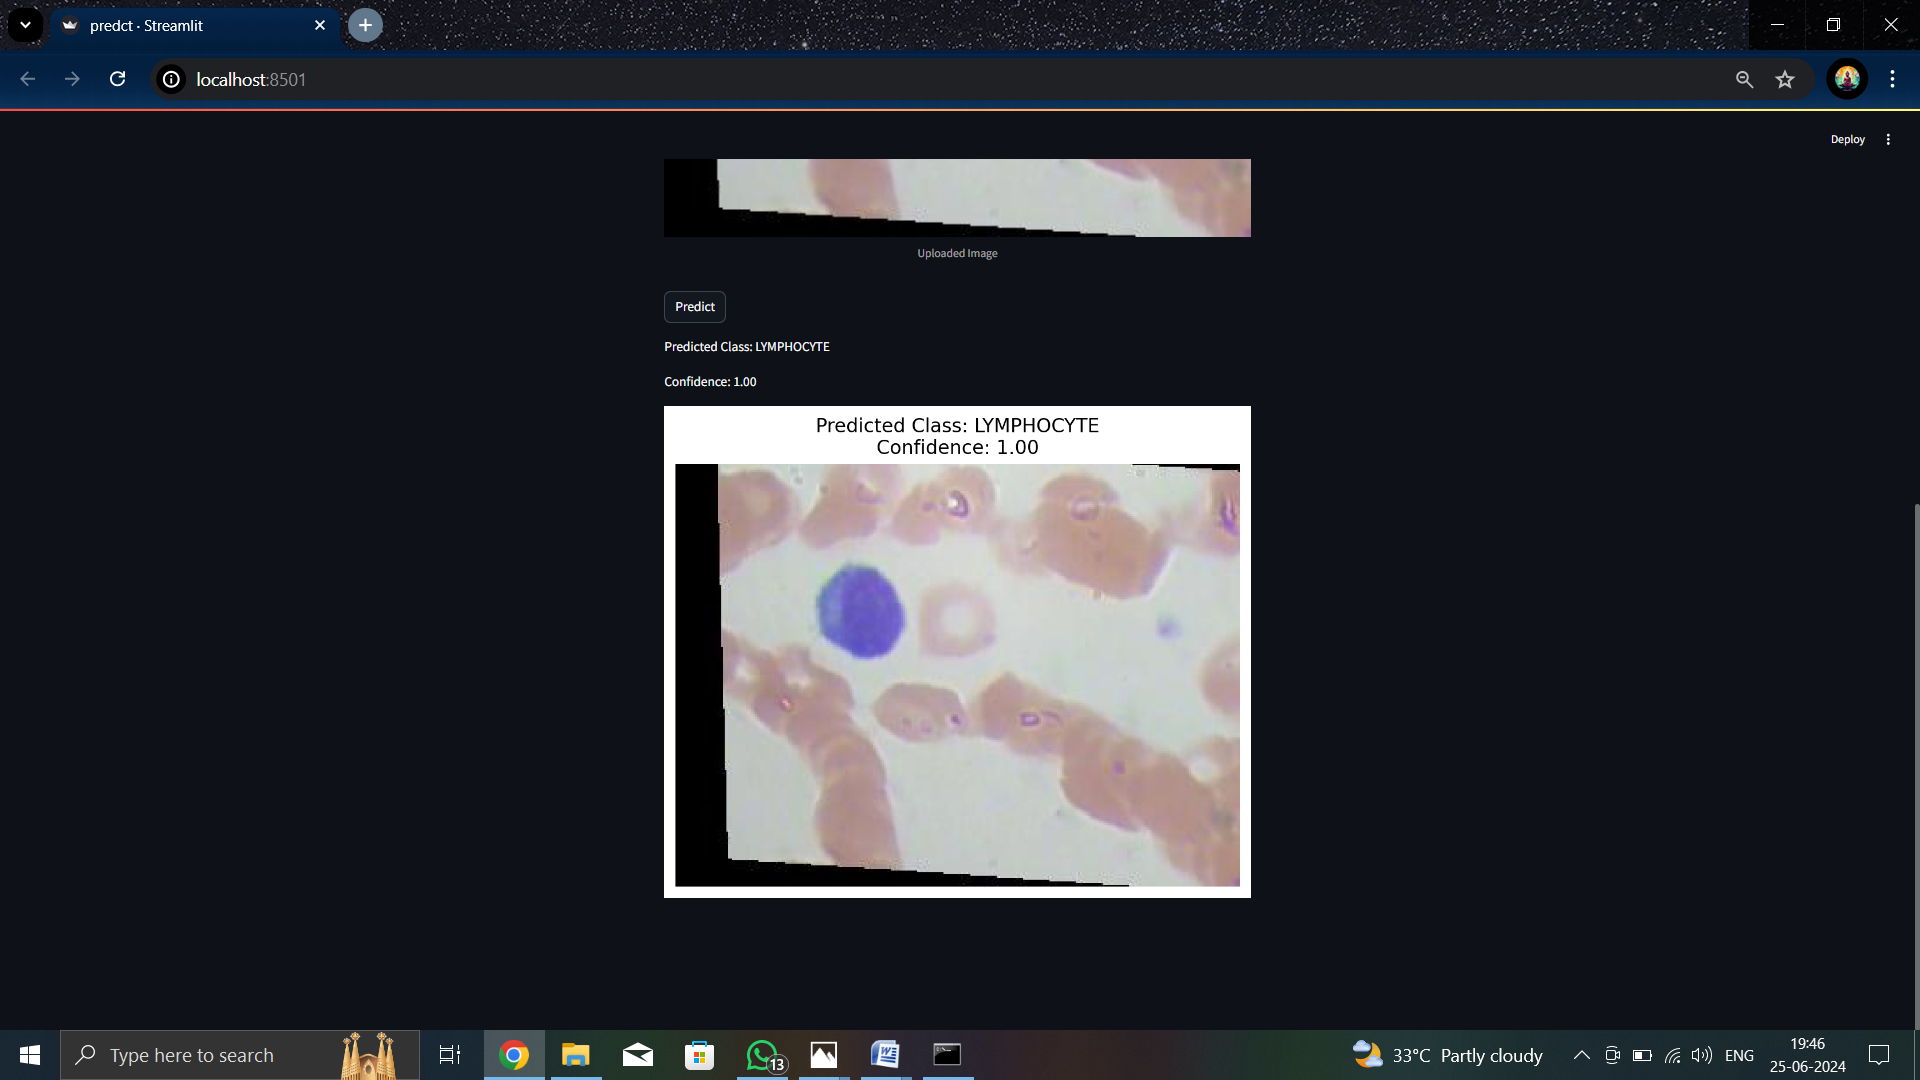 predct · Streamlit
localhost:8501
Deploy
Uploaded Image
Predict
Predicted Class: LYMPHOCYTE
Confidence: 1.00
Predicted Class: LYMPHOCYTE
Confidence: 1.00
Type here to search
13
33°C Partly cloudy
ENG
19:46
25-06-2024